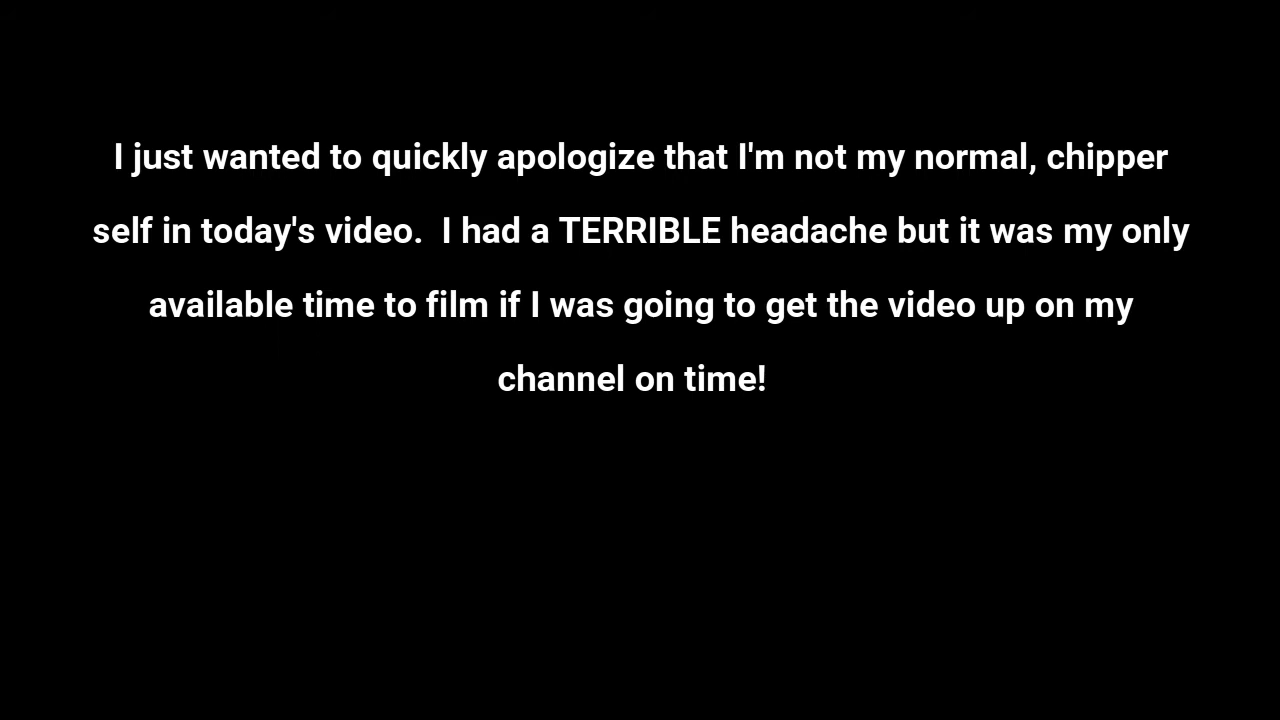 I just wanted to quickly apologize that I'm not my normal, chipper
self in today's video.  I had a TERRIBLE headache but it was my only
available time to film if I was going to get the video up on my
channel on time!